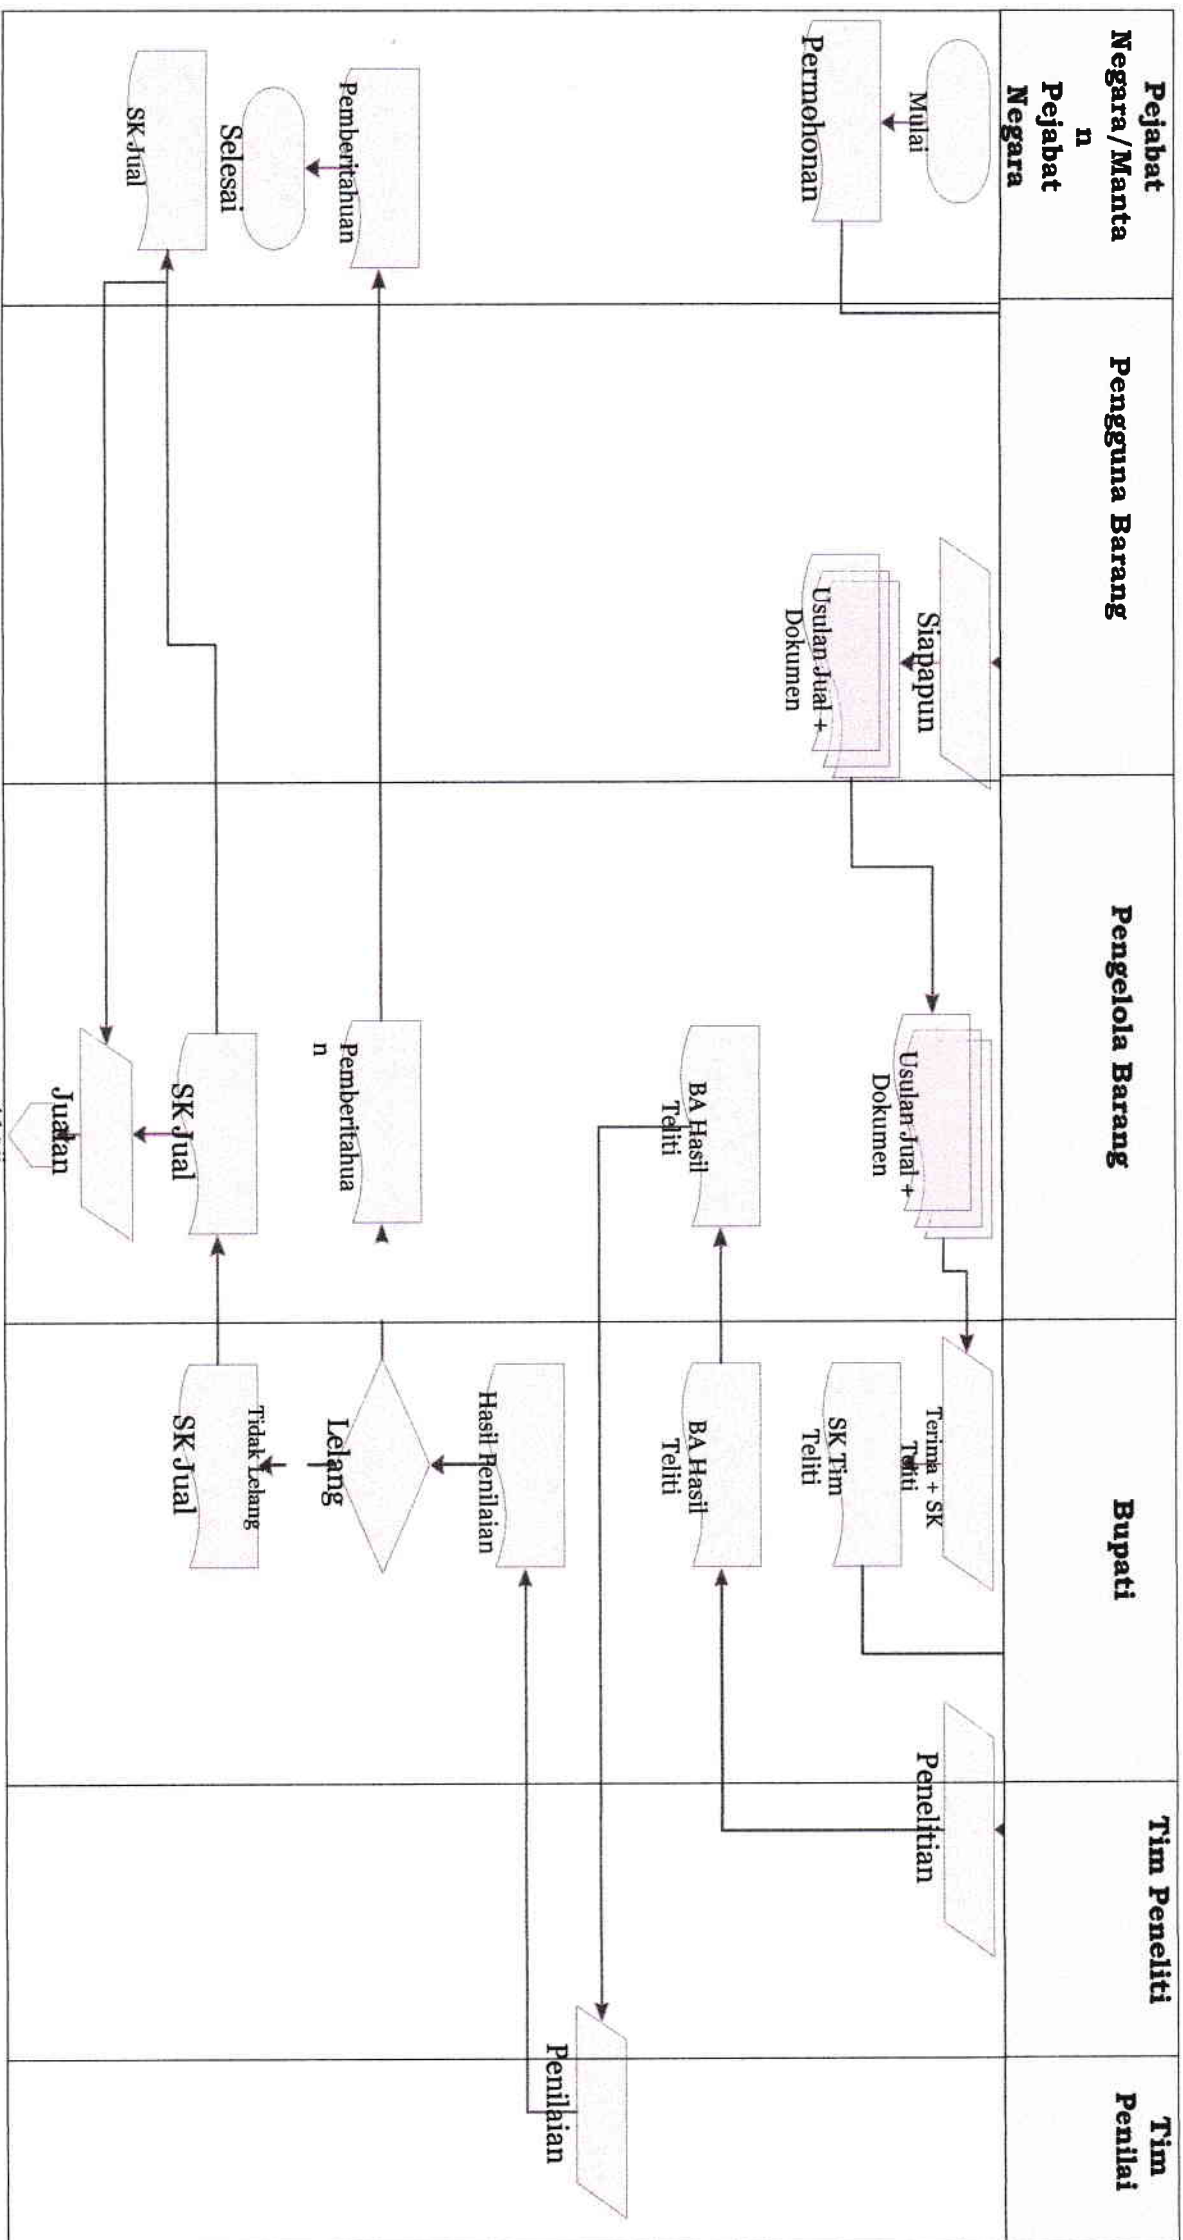 Pejabat
Negara/Manta
n
Pejabat
Negara
Pengguna Barang
Pengelola Barang
Bupati
Tim Peneliti
Tim
Penilai
Mulai
Permohonan
Siapapun
Usulan Jual +
Dokumen
Usulan Jual +
Dokumen
Terima + SK
Teliti
SK Tim
Teliti
Penelitian
BA Hasil
Teliti
BA Hasil
Teliti
Penilaian
Hasil Penilaian
Lelang
Pemberitahua
n
Pemberitahuan
Selesai
Tidak Lelang
SK Jual
SK Jual
SK Jual
Jualan